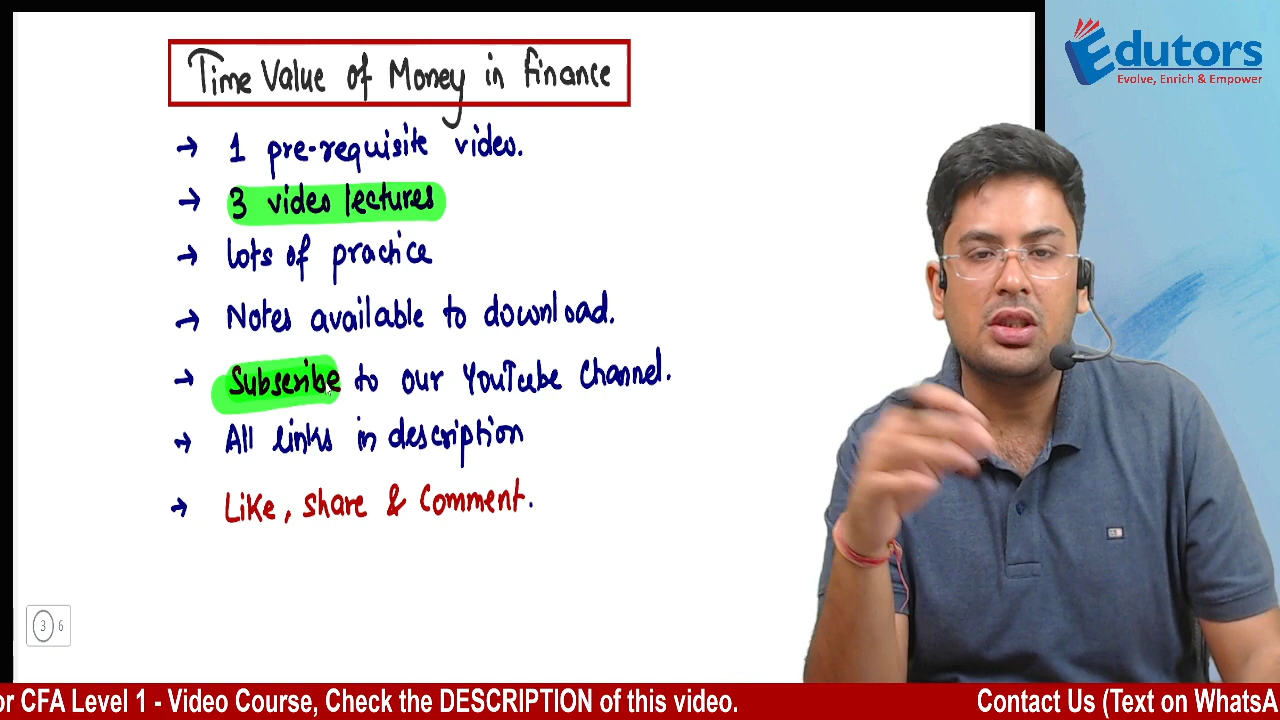 Time Value of Money in Finance
→ 1 pre-requisite video.
→ 3 video lectures
→ Lots of practice
→ Notes available to download.
→ Subscribe to our YouTube Channel.
→ All links in description
→ Like, Share & Comment.
3 6
Edutors
Evolve, Enrich & Empower
or CFA Level 1 - Video Course, Check the DESCRIPTION of this video.
Contact Us (Text on WhatsA